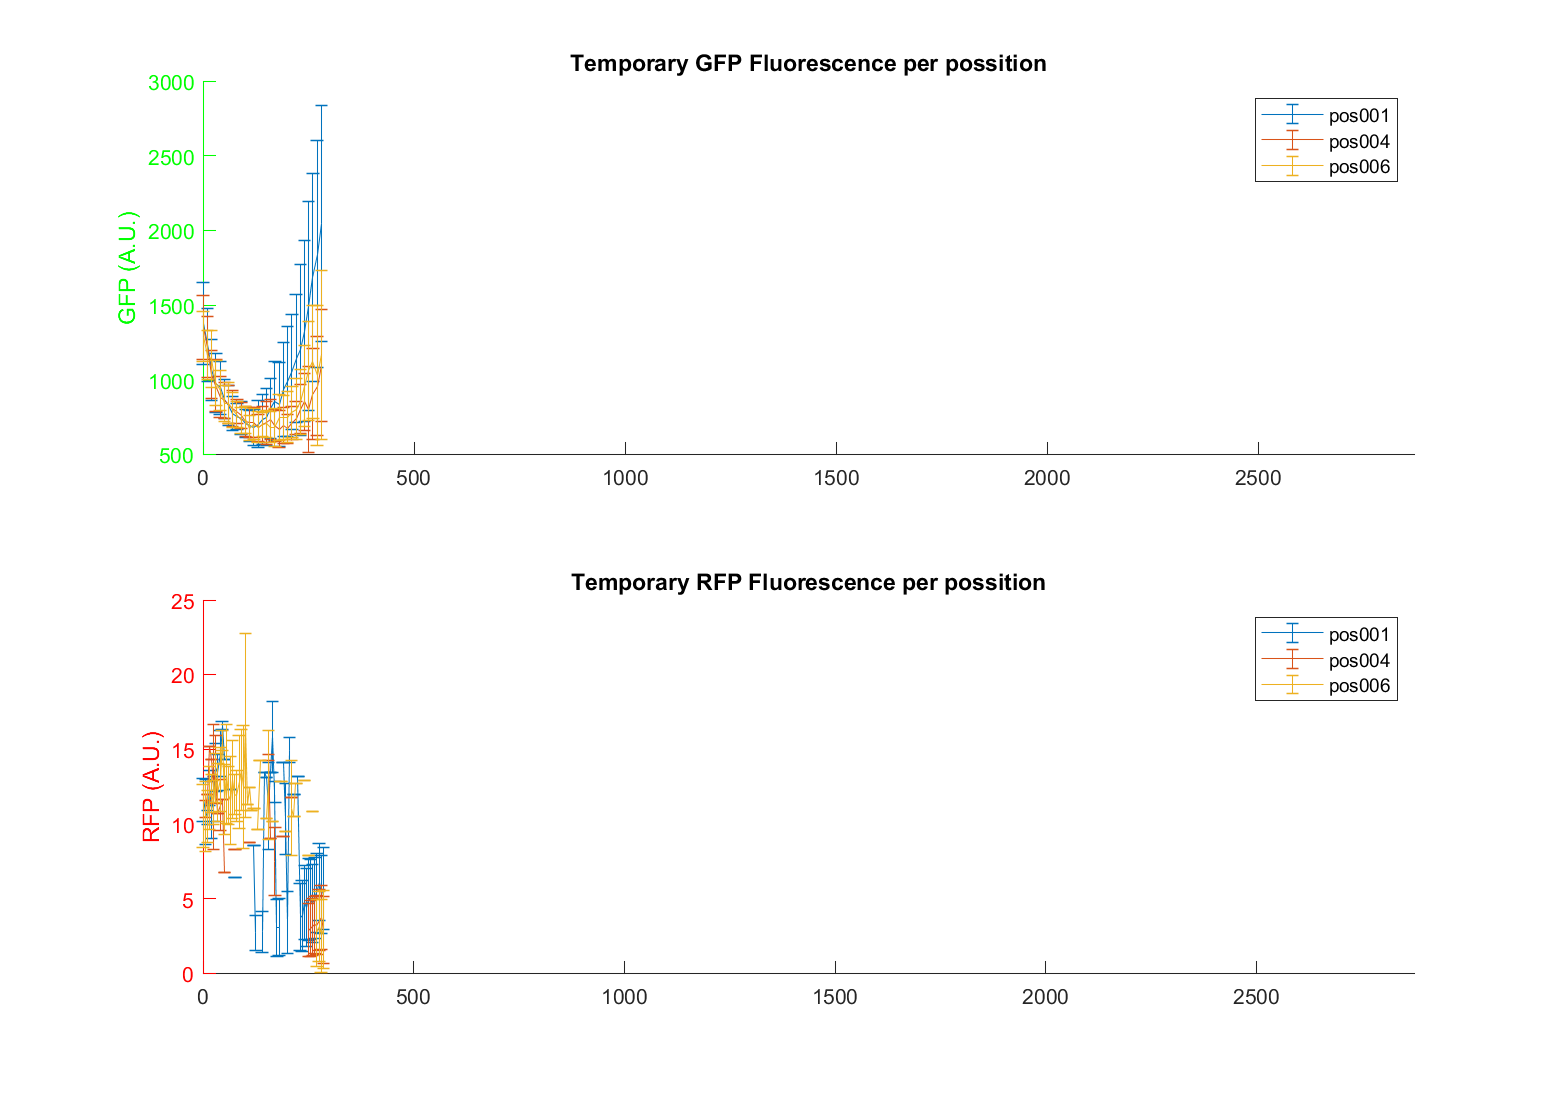 Temporary GFP Fluorescence per possition
3000
2500
2000
1500
1000
500
GFP (A.U.)
pos001
pos004
pos006
0 500 1000 1500 2000 2500
Temporary RFP Fluorescence per possition
25
20
15
10
5
0
RFP (A.U.)
pos001
pos004
pos006
0 500 1000 1500 2000 2500